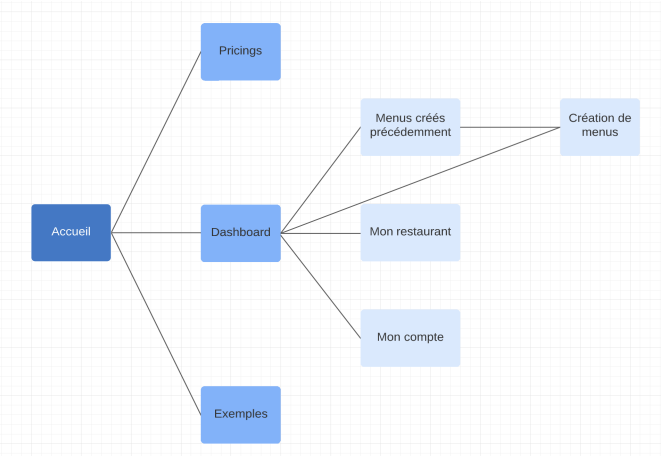 Pricings
Menus créés
précédemment
Création de
menus
Accueil
Dashboard
Mon restaurant
Mon compte
Exemples